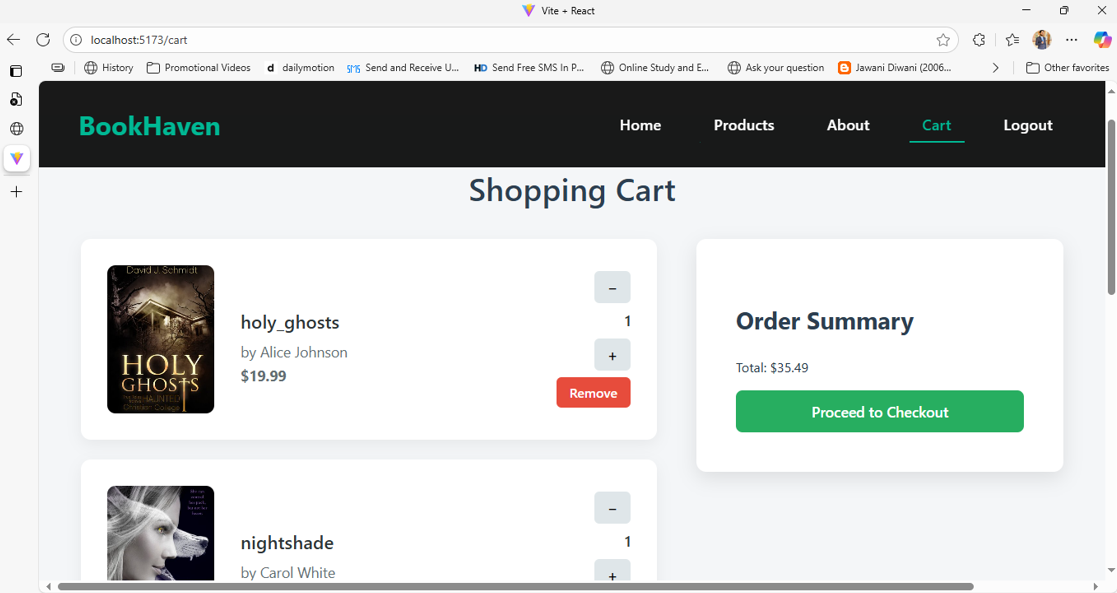 Vite + React
localhost:5173/cart
History Promotional Videos d dailymotion SMS Send and Receive U... HD Send Free SMS In P... Online Study and E... Ask your question Jawani Diwani (2006... Other favorites
BookHaven Home Products About Cart Logout
Shopping Cart
David J. Schmidt
HOLY
GHOSTS
holy_ghosts
by Alice Johnson
$19.99
−
1
+
Remove
Order Summary
Total: $35.49
Proceed to Checkout
nightshade
by Carol White
−
1
+